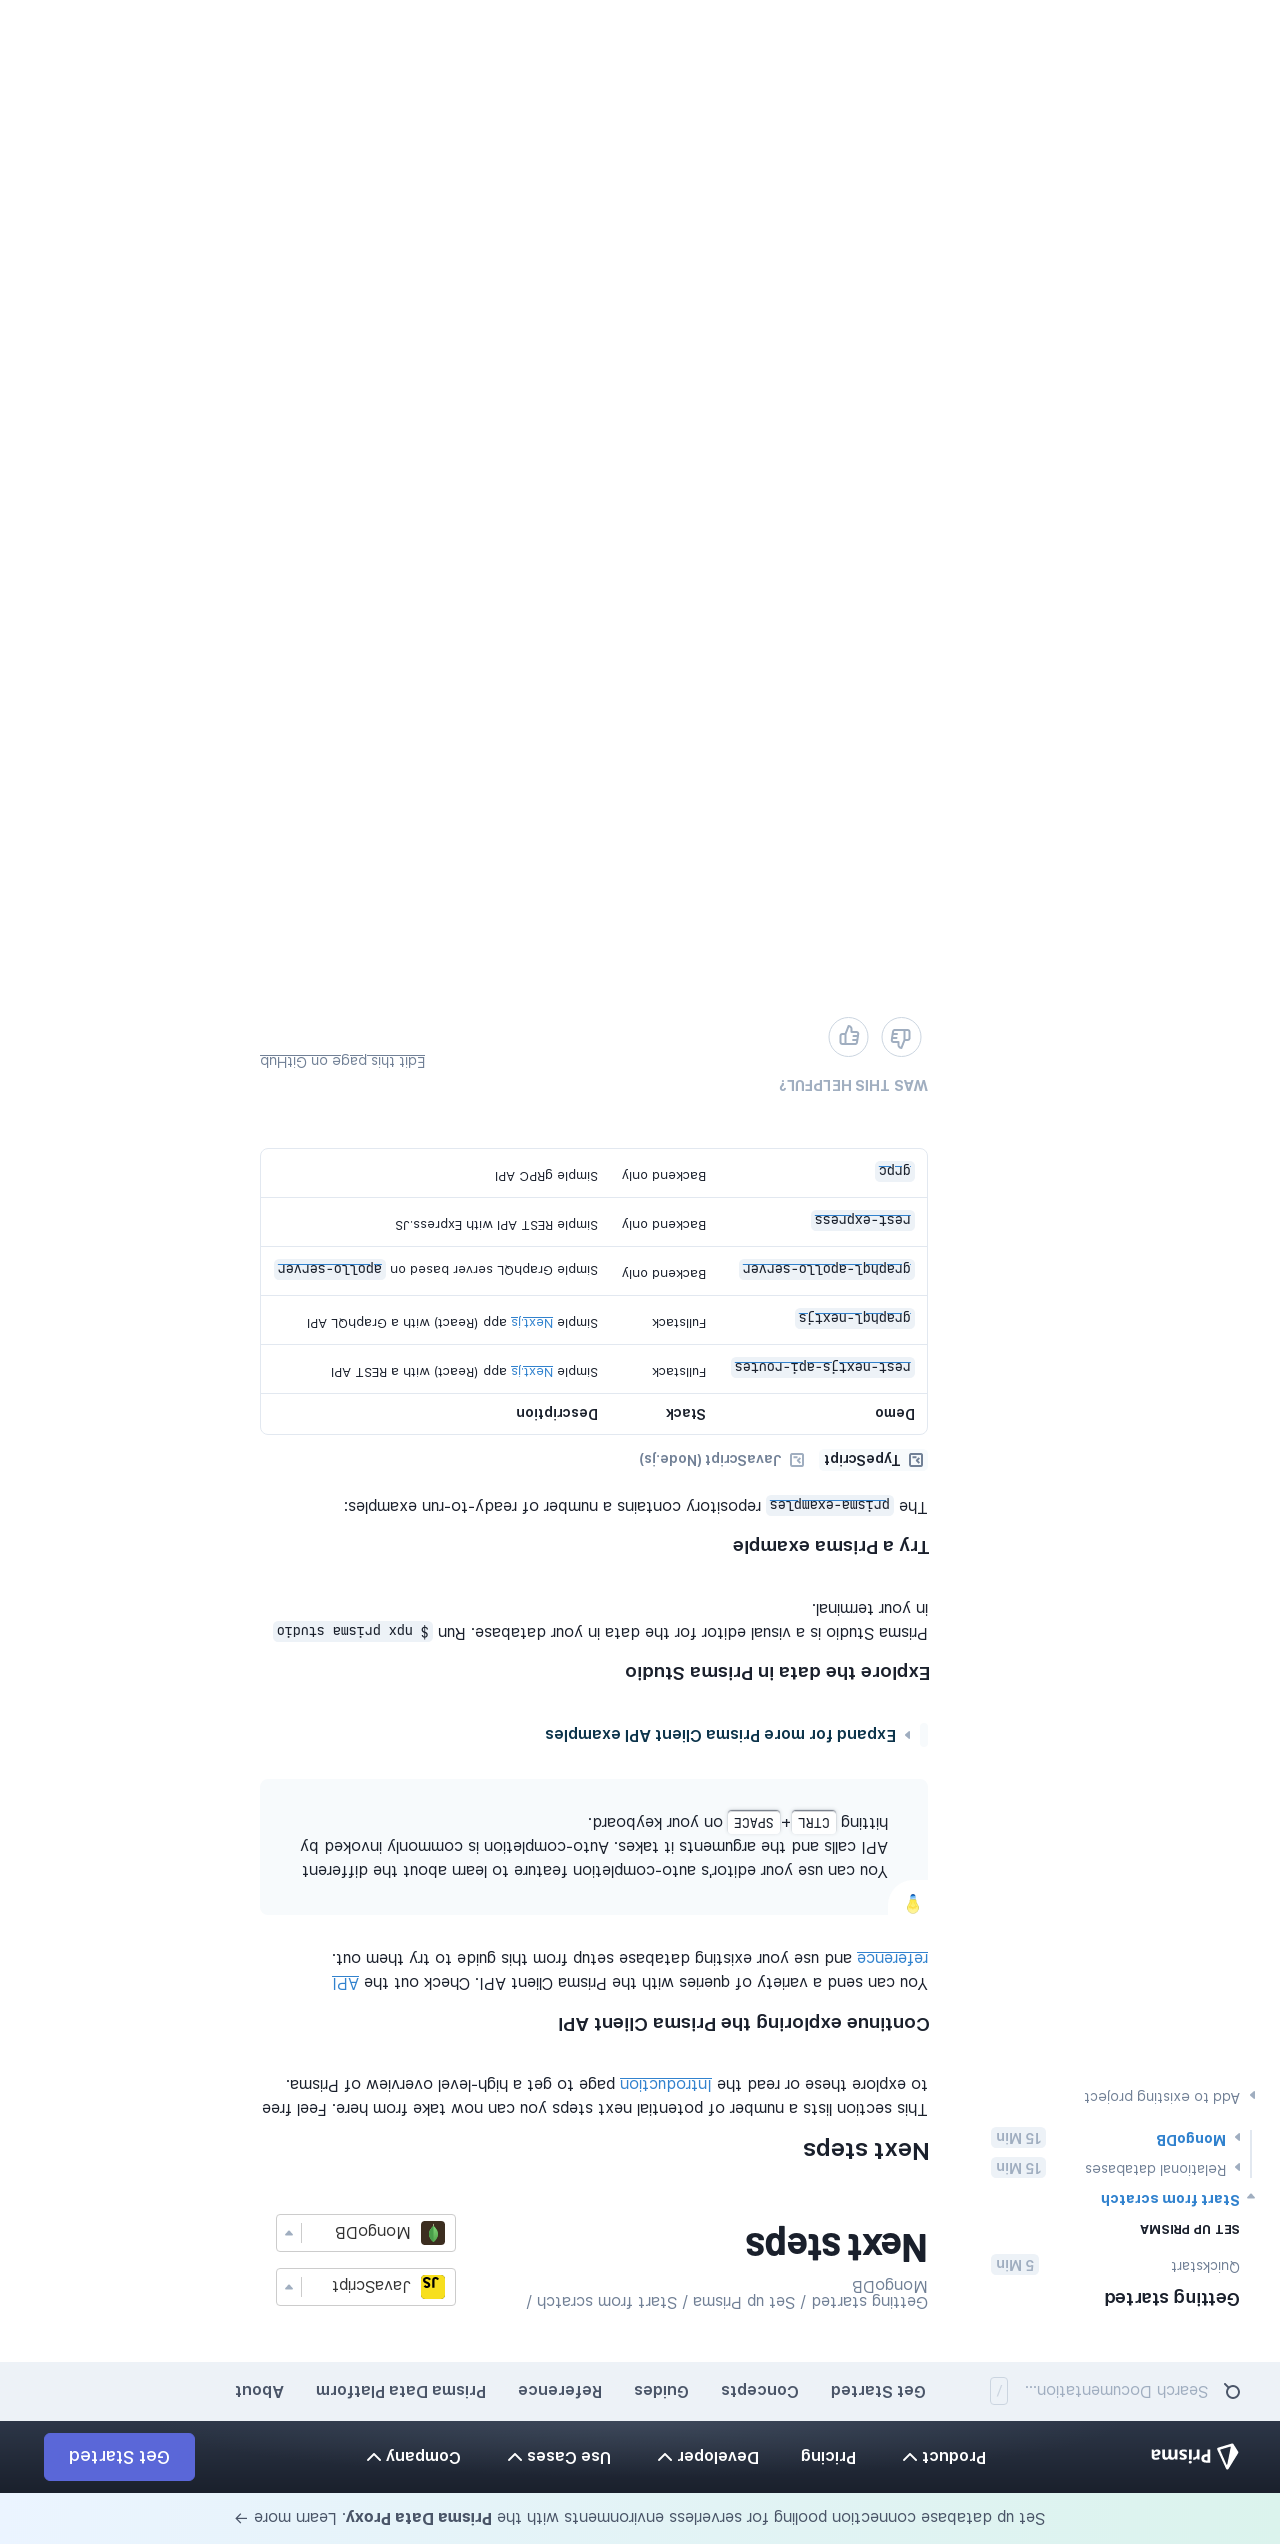 Set up database connection pooling for serverless environments with the Prisma Data Proxy. Learn more →
Prisma
Product
Pricing
Developer
Use Cases
Company
Get Started
Search Documentation... /
Get Started
Concepts
Guides
Reference
Prisma Data Platform
About
Getting started
Quickstart 5 Min
SET UP PRISMA
Start from scratch
Relational databases 15 Min
MongoDB 15 Min
Add to existing project
Getting started / Set up Prisma / Start from scratch /
MongoDB
Next steps
JS JavaScript
MongoDB
Next steps
This section lists a number of potential next steps you can now take from here. Feel free
to explore these or read the Introduction page to get a high-level overview of Prisma.
Continue exploring the Prisma Client API
You can send a variety of queries with the Prisma Client API. Check out the API
reference and use your existing database setup from this guide to try them out.
You can use your editor's auto-completion feature to learn about the different
API calls and the arguments it takes. Auto-completion is commonly invoked by
hitting CTRL+SPACE on your keyboard.
Expand for more Prisma Client API examples
Explore the data in Prisma Studio
Prisma Studio is a visual editor for the data in your database. Run $ npx prisma studio
in your terminal.
Try a Prisma example
The prisma-examples repository contains a number of ready-to-run examples:
TypeScript
JavaScript (Node.js)
Demo Stack Description
rest-nextjs-api-routes Fullstack Simple Next.js app (React) with a REST API
graphql-nextjs Fullstack Simple Next.js app (React) with a GraphQL API
graphql-apollo-server Backend only Simple GraphQL server based on apollo-server
rest-express Backend only Simple REST API with Express.JS
grpc Backend only Simple gRPC API
WAS THIS HELPFUL?
Edit this page on GitHub